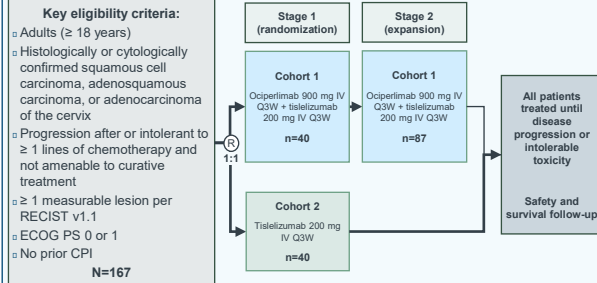 Key eligibility criteria:
Adults (≥ 18 years)
Histologically or cytologically
confirmed squamous cell
carcinoma, adenosquamous
carcinoma, or adenocarcinoma
of the cervix
Progression after or intolerant to
≥ 1 lines of chemotherapy and
not amenable to curative
treatment
≥ 1 measurable lesion per
RECIST v1.1
ECOG PS 0 or 1
No prior CPI
N=167
R
1:1
Stage 1
(randomization)
Cohort 1
Ociperlimab 900 mg IV
Q3W + tislelizumab
200 mg IV Q3W
n=40
Cohort 2
Tislelizumab 200 mg
IV Q3W
n=40
Stage 2
(expansion)
Cohort 1
Ociperlimab 900 mg IV
Q3W + tislelizumab
200 mg IV Q3W
n=87
All patients
treated until
disease
progression or
intolerable
toxicity
Safety and
survival follow-up